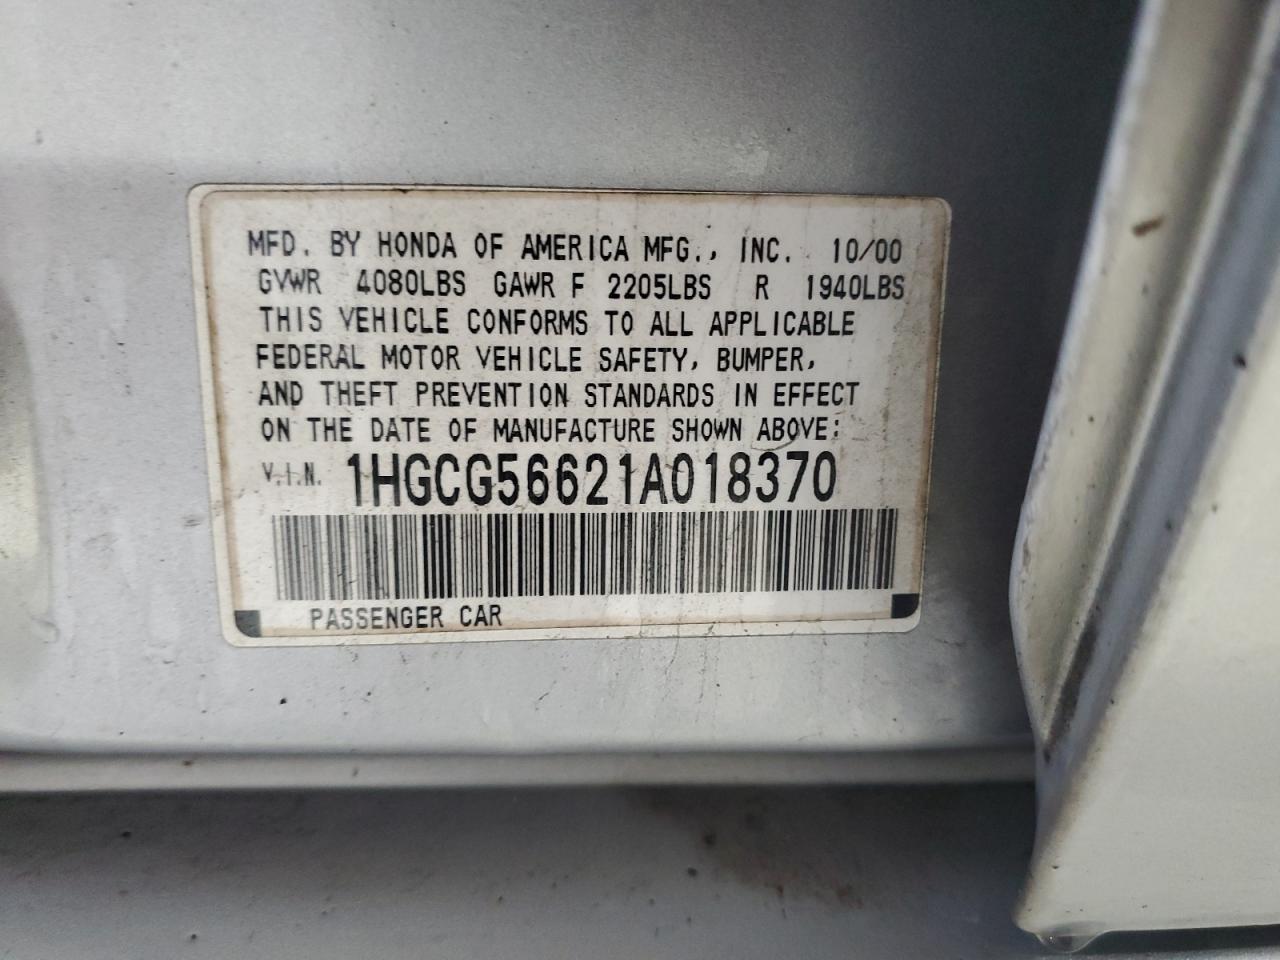 MFD. BY HONDA OF AMERICA MFG., INC. 10/00
GVWR 4080LBS GAWR F 2205LBS R 1940LBS
THIS VEHICLE CONFORMS TO ALL APPLICABLE
FEDERAL MOTOR VEHICLE SAFETY, BUMPER,
AND THEFT PREVENTION STANDARDS IN EFFECT
ON THE DATE OF MANUFACTURE SHOWN ABOVE:
V.I.N. 1HGCG56621A018370
PASSENGER CAR